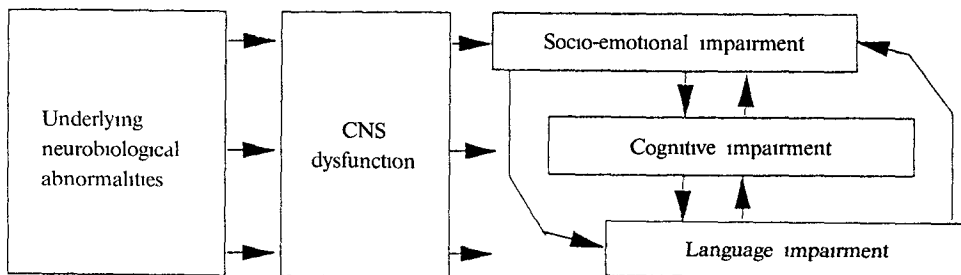 Socio-emotional impairment
Underlying
neurobiological
abnormalities
CNS
dysfunction
Cognitive impairment
Language impairment